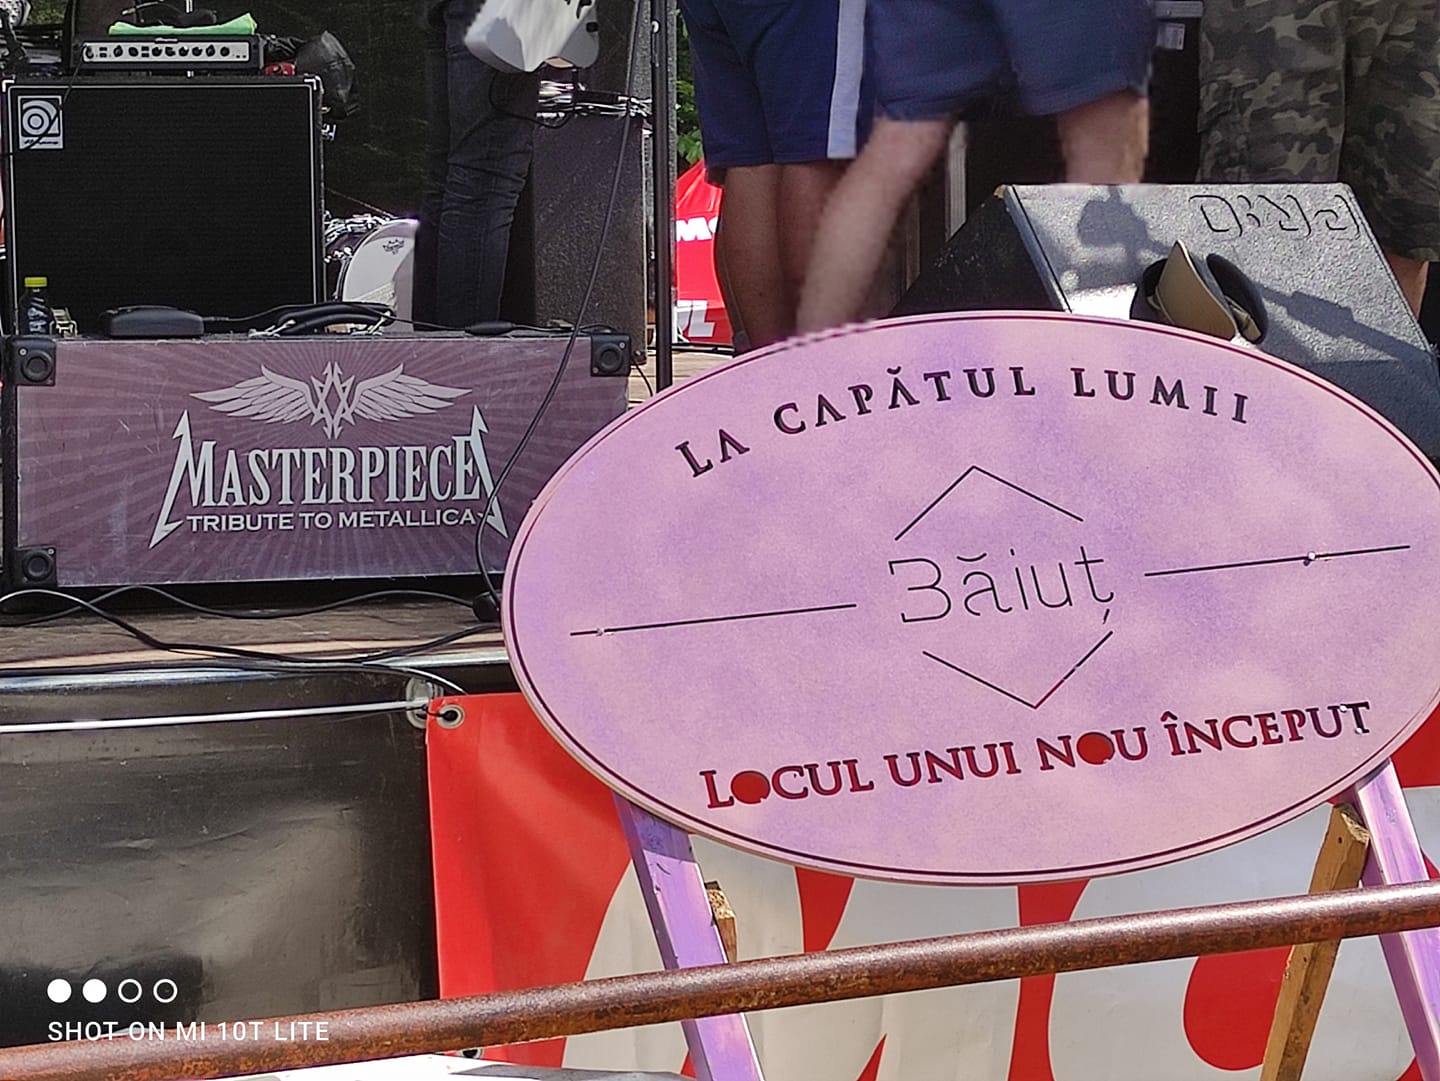 MASTERPIECE
TRIBUTE TO METALLICA
LA CAPĂTUL LUMII
Băiuț
LOCUL UNUI NOU ÎNCEPUT
SHOT ON MI 10T LITE